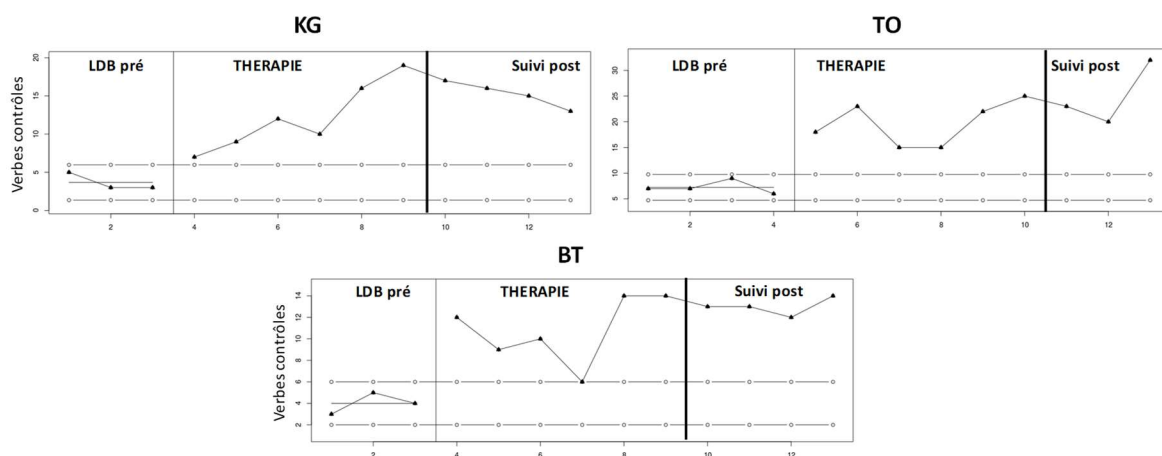 KG
LDB pré THERAPIE Suivi post
Verbes contrôles
20
15
10
5
0
2 4 6 8 10 12
TO
LDB pré THERAPIE Suivi post
30
25
20
15
10
5
2 4 6 8 10 12
BT
LDB pré THERAPIE Suivi post
Verbes contrôles
14
12
10
8
6
4
2
2 4 6 8 10 12